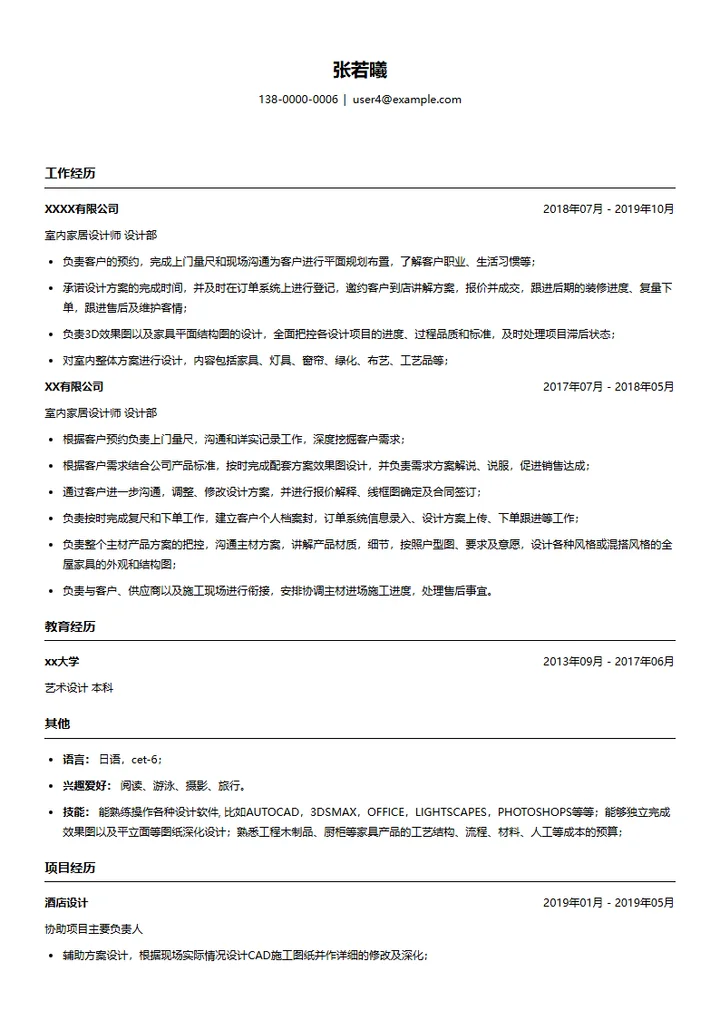 张若曦
138-0000-0006 | user4@example.com
工作经历
XXXX有限公司 2018年07月 - 2019年10月
室内家居设计师 设计部
• 负责客户的预约，完成上门量尺和现场沟通为客户进行平面规划布置，了解客户职业、生活习惯等；
• 承诺设计方案的完成时间，并及时在订单系统上进行登记，邀约客户到店讲解方案，报价并成交，跟进后期的装修进度、复量下
单，跟进售后及维护客情；
• 负责3D效果图以及家具平面结构图的设计，全面把控各设计项目的进度、过程品质和标准，及时处理项目滞后状态；
• 对室内整体方案进行设计，内容包括家具、灯具、窗帘、绿化、布艺、工艺品等；
XX有限公司 2017年07月 - 2018年05月
室内家居设计师 设计部
• 根据客户预约负责上门量尺，沟通和详实记录工作，深度挖掘客户需求；
• 根据客户需求结合公司产品标准，按时完成配套方案效果图设计，并负责需求方案解说、说服，促进销售达成；
• 通过客户进一步沟通，调整、修改设计方案，并进行报价解释、线框图确定及合同签订；
• 负责按时完成复尺和下单工作，建立客户个人档案封，订单系统信息录入、设计方案上传、下单跟进等工作；
• 负责整个主材产品方案的把控，沟通主材方案，讲解产品材质，细节，按照户型图、要求及意愿，设计各种风格或混搭风格的全
屋家具的外观和结构图；
• 负责与客户、供应商以及施工现场进行衔接，安排协调主材进场施工进度，处理售后事宜。
教育经历
xx大学 2013年09月 - 2017年06月
艺术设计 本科
其他
• 语言： 日语，cet-6；
• 兴趣爱好： 阅读、游泳、摄影、旅行。
• 技能： 能熟练操作各种设计软件, 比如AUTOCAD，3DSMAX，OFFICE，LIGHTSCAPES，PHOTOSHOPS等等；能够独立完成
效果图以及平立面等图纸深化设计；熟悉工程木制品、厨柜等家具产品的工艺结构、流程、材料、人工等成本的预算；
项目经历
酒店设计 2019年01月 - 2019年05月
协助项目主要负责人
• 辅助方案设计，根据现场实际情况设计CAD施工图纸并作详细的修改及深化；